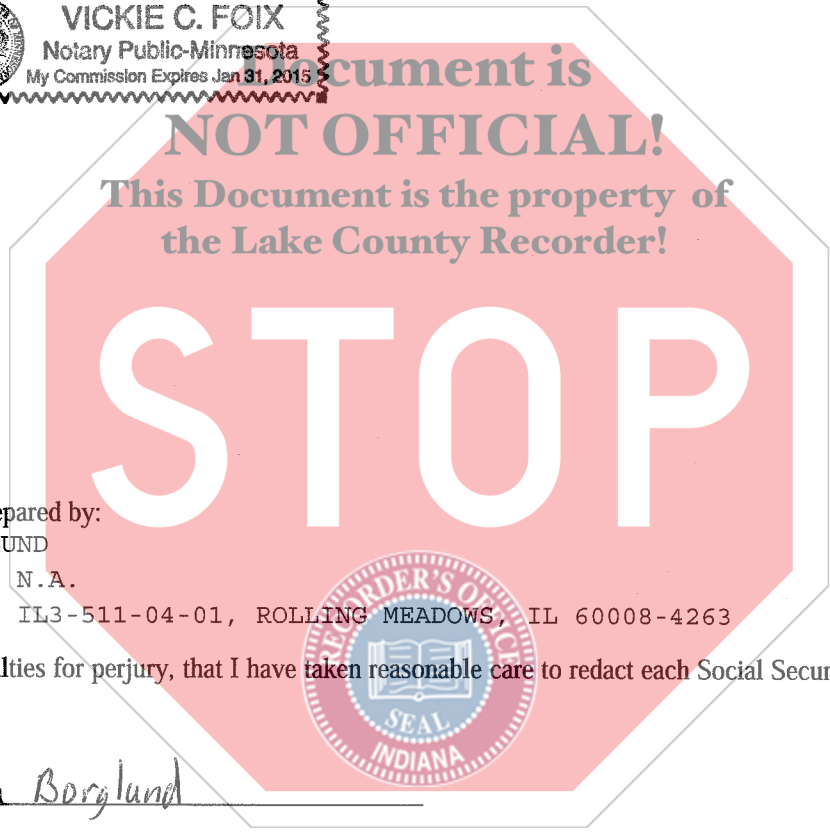 VICKIE C. FOIX
Notary Public-Minnesota
My Commission Expires Jan 31, 2015
Document is
NOT OFFICIAL!
This Document is the property of
the Lake County Recorder!
STOP
epared by:
UND
N.A.
IL3-511-04-01, ROLLING MEADOWS, IL 60008-4263
lties for perjury, that I have taken reasonable care to redact each Social Secur
RECORDER'S OFFICE
SEAL
INDIANA
Borglund